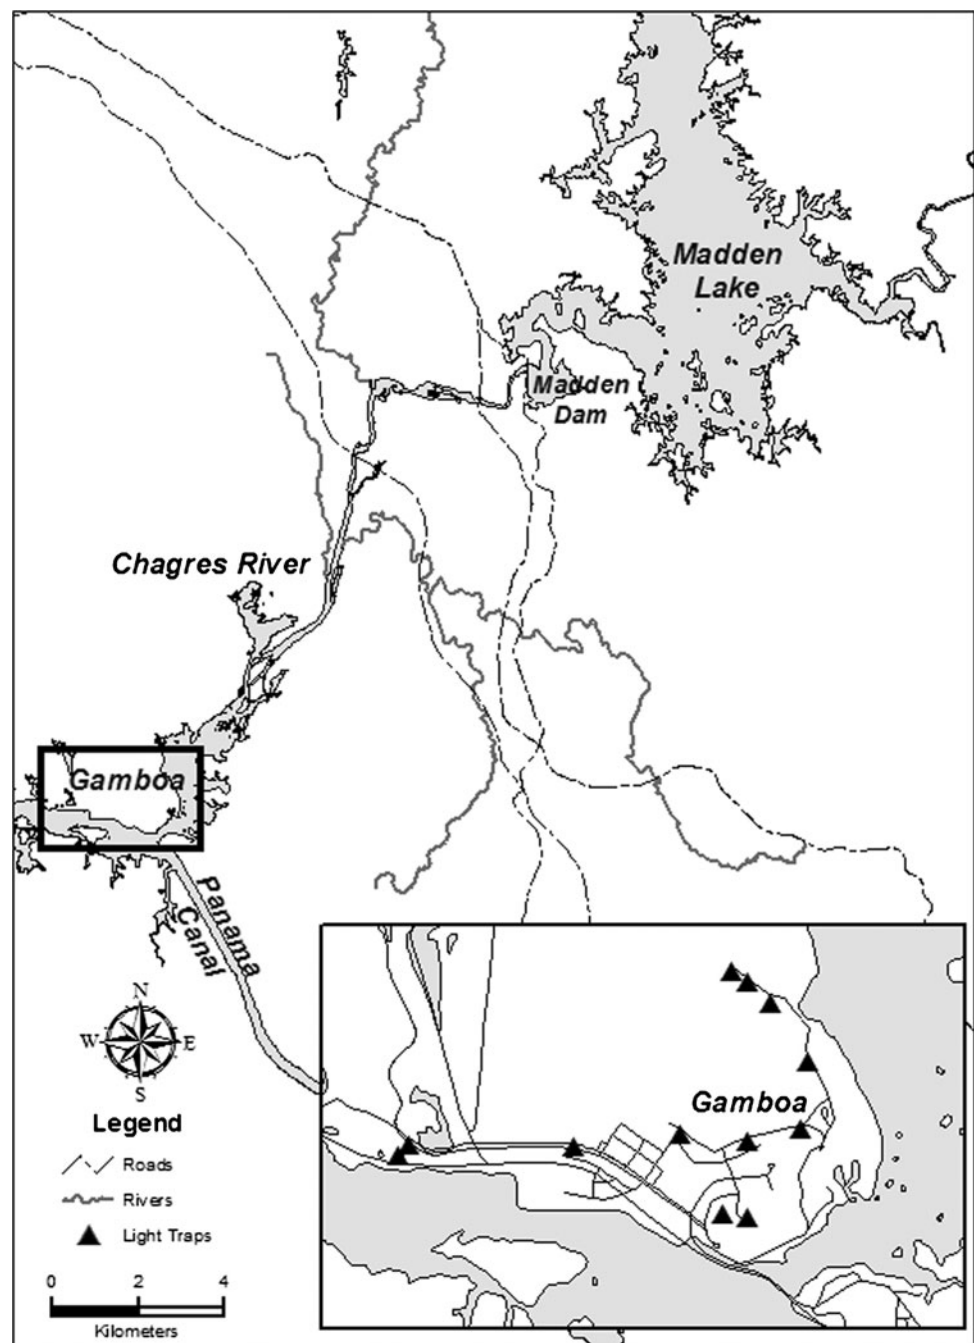 Madden
Lake
Madden
Dam
Chagres River
Gamboa
Panama
Canal
N
W
E
S
Legend
Roads
Rivers
Light Traps
0
2
4
Kilometers
Gamboa